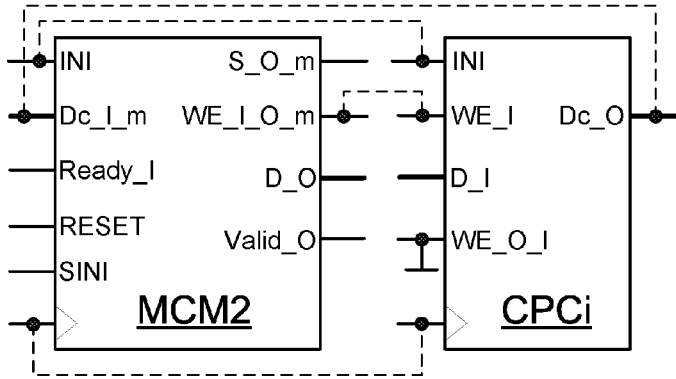 INI
S_O_m
INI
Dc_I_m
WE_I_O_m
WE_I
Dc_O
Ready_I
D_O
D_I
RESET
Valid_O
WE_O_I
SINI
MCM2
CPCi